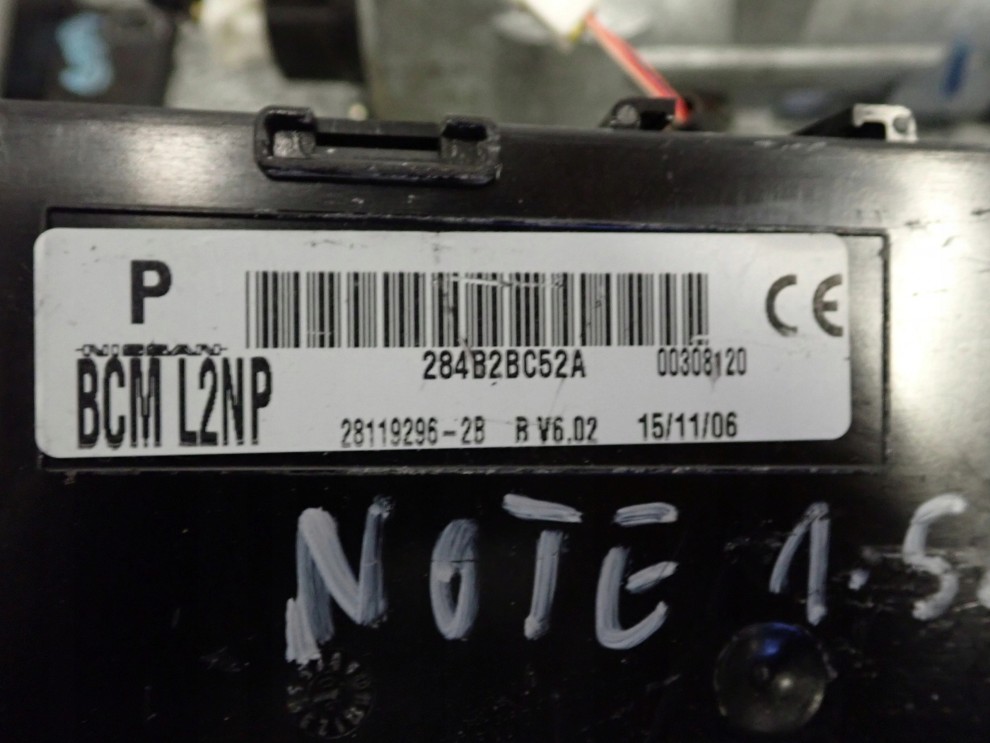 P
CE
NISSAN
284B2BC52A 00308120
BCM L2NP
28119296-2B R V6.02 15/11/06
NOTE 1.5